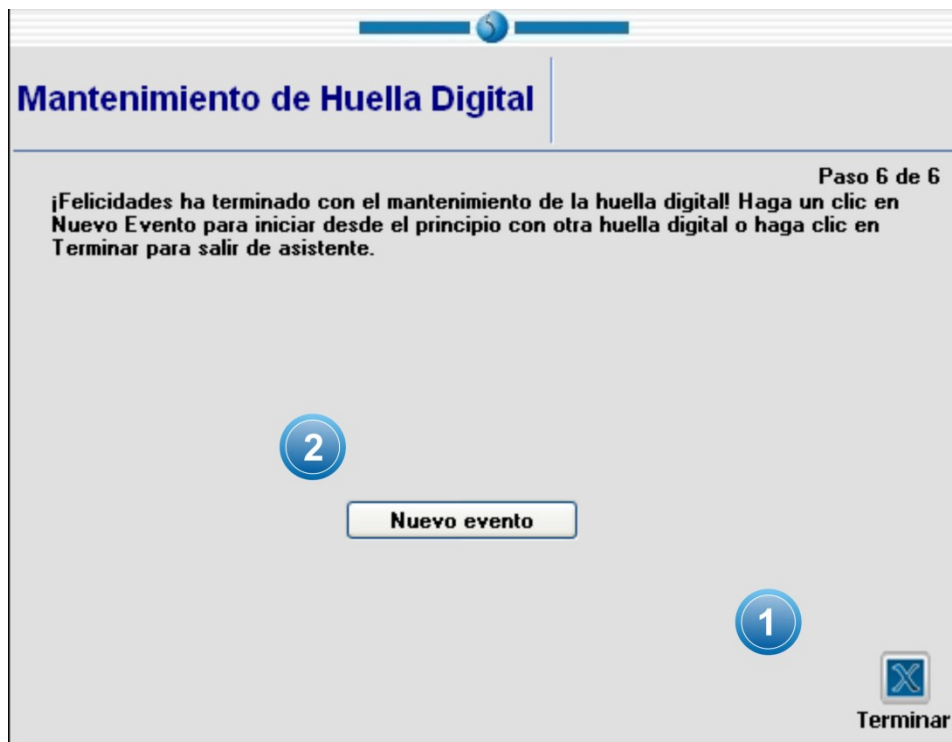 Mantenimiento de Huella Digital
Paso 6 de 6
¡Felicidades ha terminado con el mantenimiento de la huella digital! Haga un clic en
Nuevo Evento para iniciar desde el principio con otra huella digital o haga clic en
Terminar para salir de asistente.
2
Nuevo evento
1
Terminar